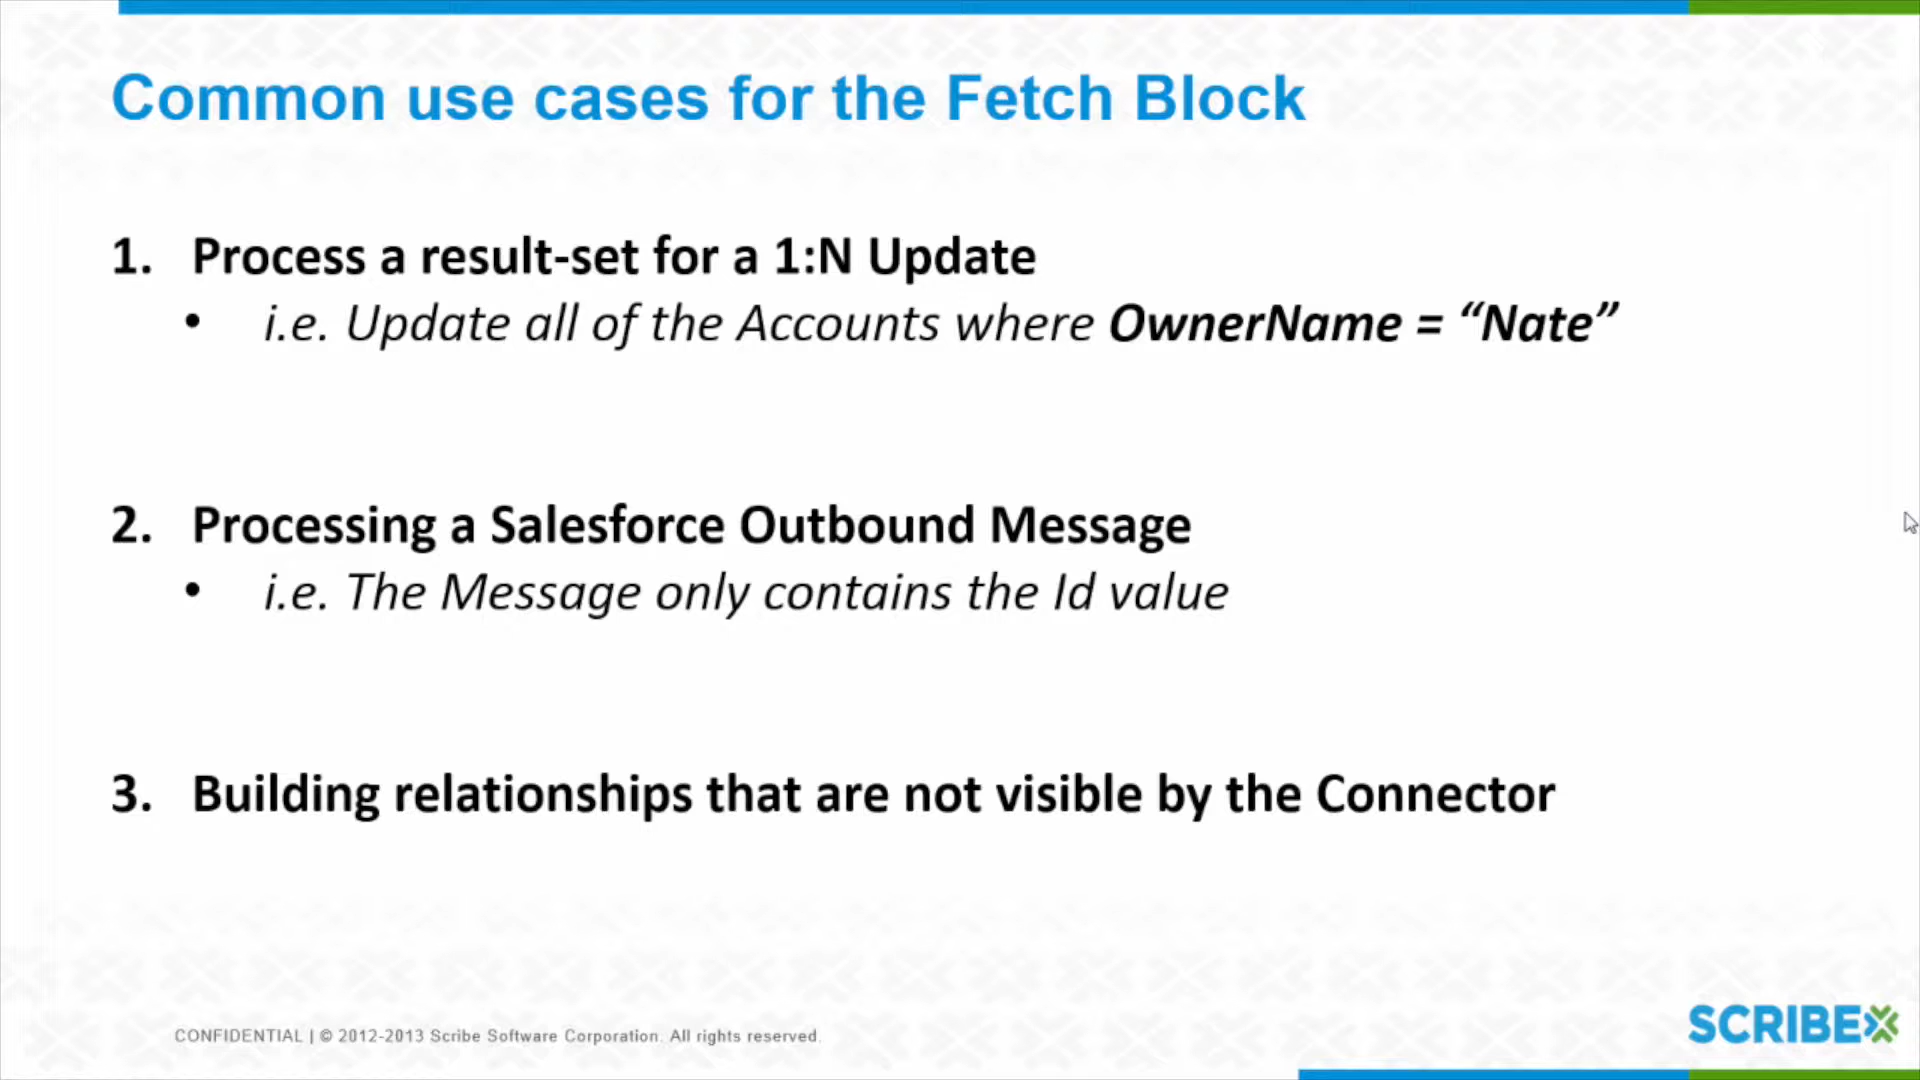 Common use cases for the Fetch Block
1. Process a result-set for a 1:N Update
• i.e. Update all of the Accounts where OwnerName = “Nate”
2. Processing a Salesforce Outbound Message
• i.e. The Message only contains the Id value
3. Building relationships that are not visible by the Connector
CONFIDENTIAL | © 2012-2013 Scribe Software Corporation. All rights reserved.
SCRIBE